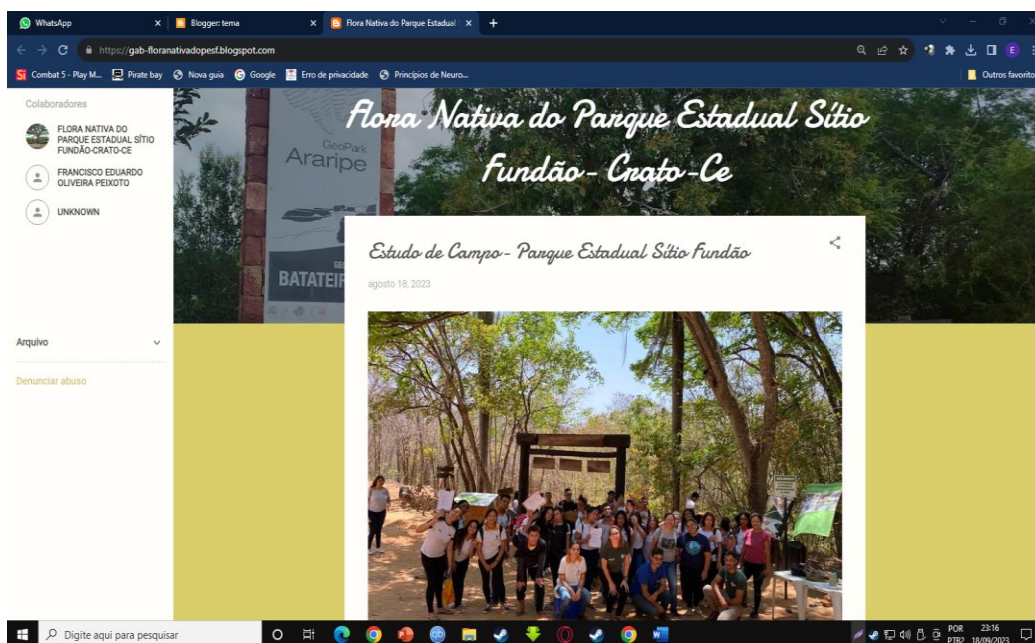 WhatsApp
Blogger: tema
Flora Nativa do Parque Estadual S
https://gab-floranativadopesf.blogspot.com
Combat 5 - Play M...
Pirate bay
Nova guia
Google
Erro de privacidade
Princípios de Neuro...
Outros favorito
Colaboradores
FLORA NATIVA DO
PARQUE ESTADUAL SÍTIO
FUNDÃO-CRATO-CE
FRANCISCO EDUARDO
OLIVEIRA PEIXOTO
UNKNOWN
Arquivo
Denunciar abuso
Flora Nativa do Parque Estadual Sítio
Fundão - Crato - Ce
GeoPark
Araripe
BATATEIR
Estudo de Campo - Parque Estadual Sítio Fundão
agosto 18, 2023
Digite aqui para pesquisar
POR
PTB2
23:16
18/09/2023